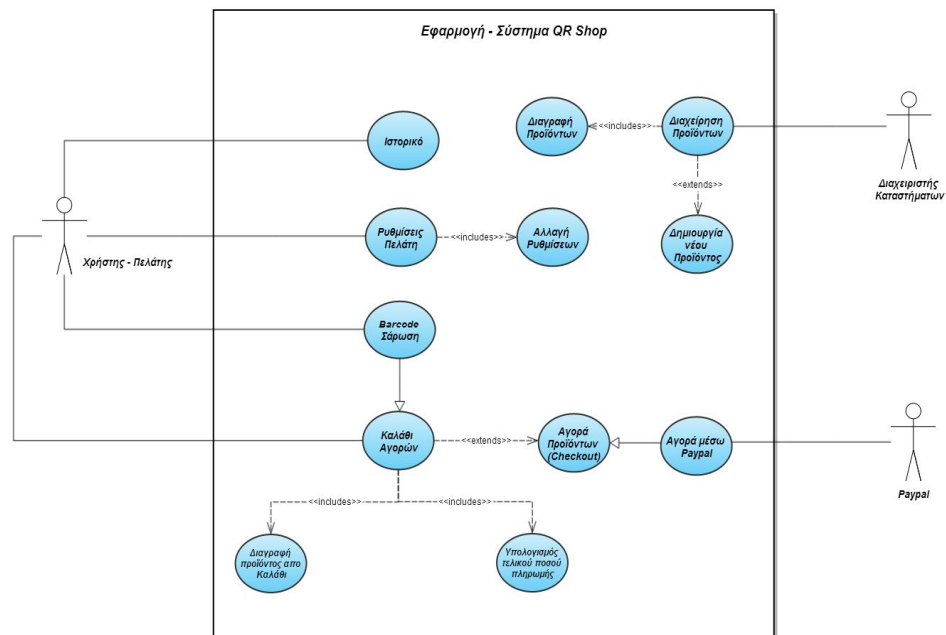 Εφαρμογή - Σύστημα QR Shop
Ιστορικό
Διαγραφή
Προϊόντων
<<includes>>
Διαχείρηση
Προϊόντων
Διαχειριστής
Καταστήματων
<<extends>>
Χρήστης - Πελάτης
Ρυθμίσεις
Πελάτη
<<includes>>
Αλλαγή
Ρυθμίσεων
Δημιουργία
νέου
Προϊόντος
Barcode
Σάρωση
Καλάθι
Αγορών
<<extends>>
Αγορά
Προϊόντων
(Checkout)
Αγορά μέσω
Paypal
Paypal
<<includes>>
<<includes>>
Διαγραφή
προϊόντος απο
Καλάθι
Υπολογισμός
τελικού ποσού
πληρωμής